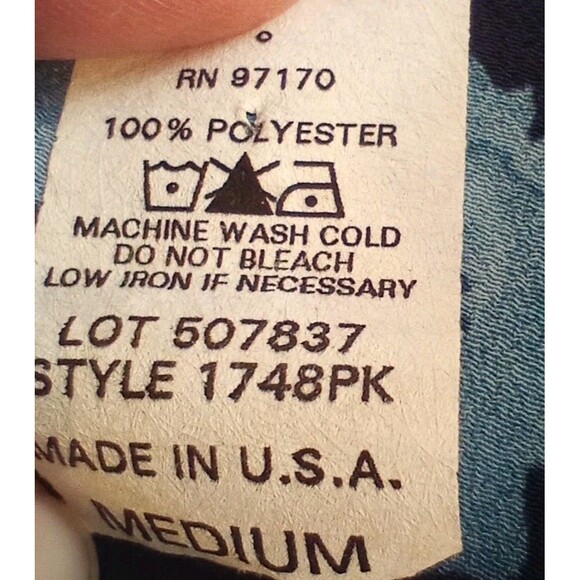 RN 97170
100% POLYESTER
MACHINE WASH COLD
DO NOT BLEACH
LOW IRON IF NECESSARY
LOT 507837
STYLE 1748PK
MADE IN U.S.A.
MEDIUM